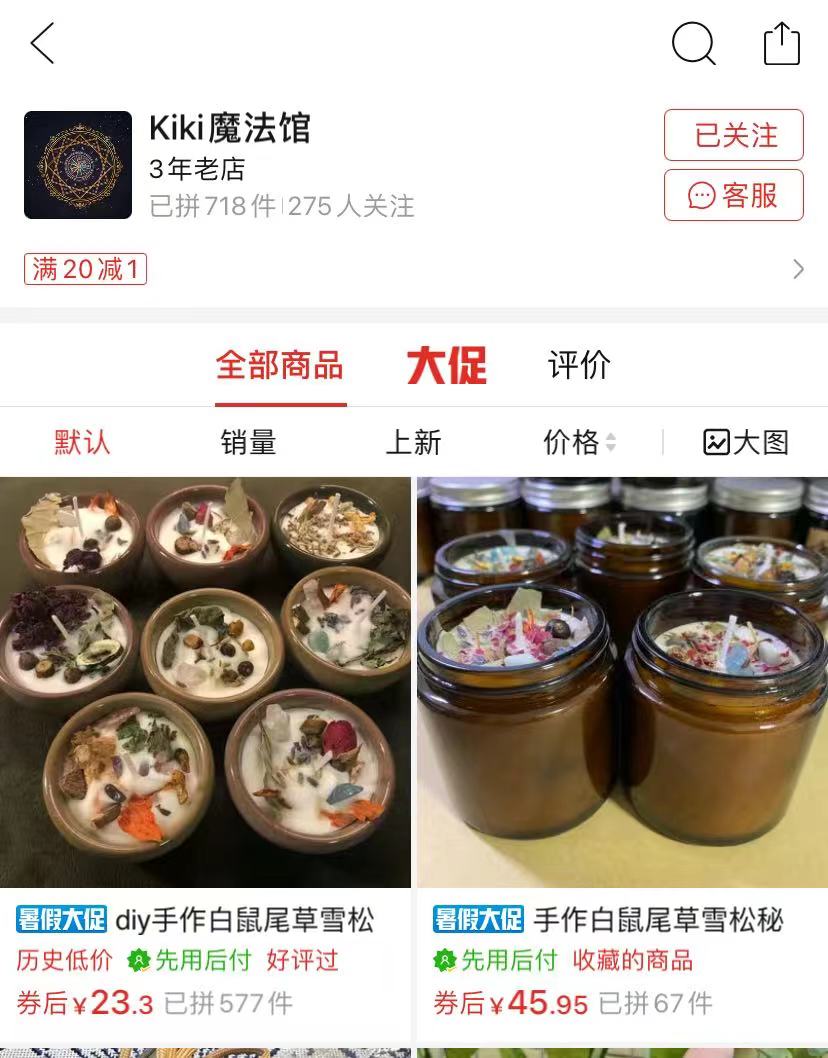 Kiki魔法馆
3年老店
已拼718件 275人关注
已关注
客服
满20减1
全部商品 大促 评价
默认 销量 上新 价格 大图
暑假大促 diy手作白鼠尾草雪松
历史低价 先用后付 好评过
券后¥23.3 已拼577件
暑假大促 手作白鼠尾草雪松秘
先用后付 收藏的商品
券后¥45.95 已拼67件